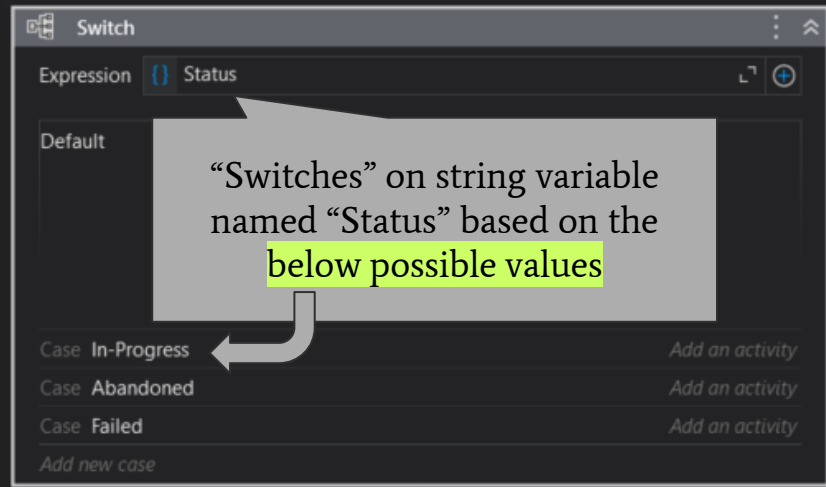 Switch
Expression {} Status
Default
“Switches” on string variable
named “Status” based on the
below possible values
Case In-Progress Add an activity
Case Abandoned Add an activity
Case Failed Add an activity
Add new case